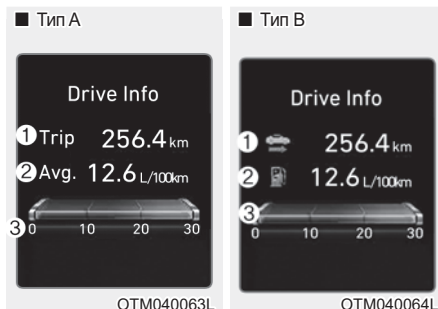 ■ Тип A
Drive Info
1 Trip 256.4 km
2 Avg. 12.6 L/100km
3
0 10 20 30
OTM040063L
■ Тип B
Drive Info
1 256.4 km
2 12.6 L/100km
3
0 10 20 30
OTM040064L